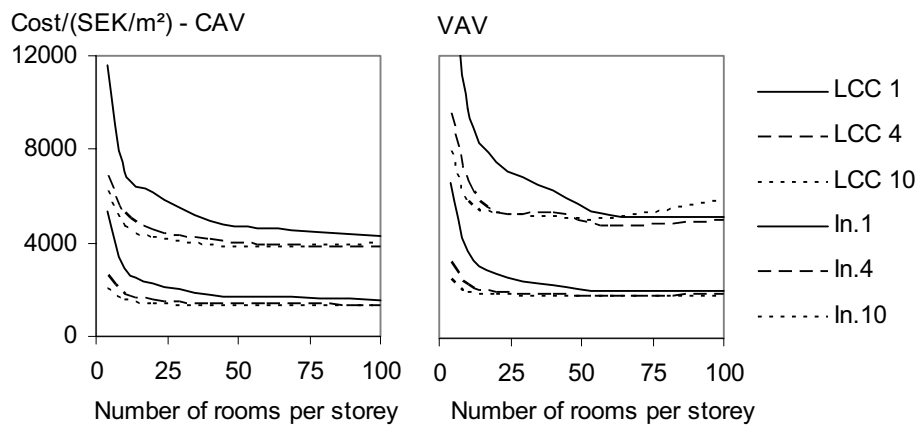 Cost/(SEK/m²) - CAV
VAV
12000
8000
4000
0
0 25 50 75 100
0 25 50 75 100
Number of rooms per storey
Number of rooms per storey
LCC 1
LCC 4
LCC 10
In.1
In.4
In.10